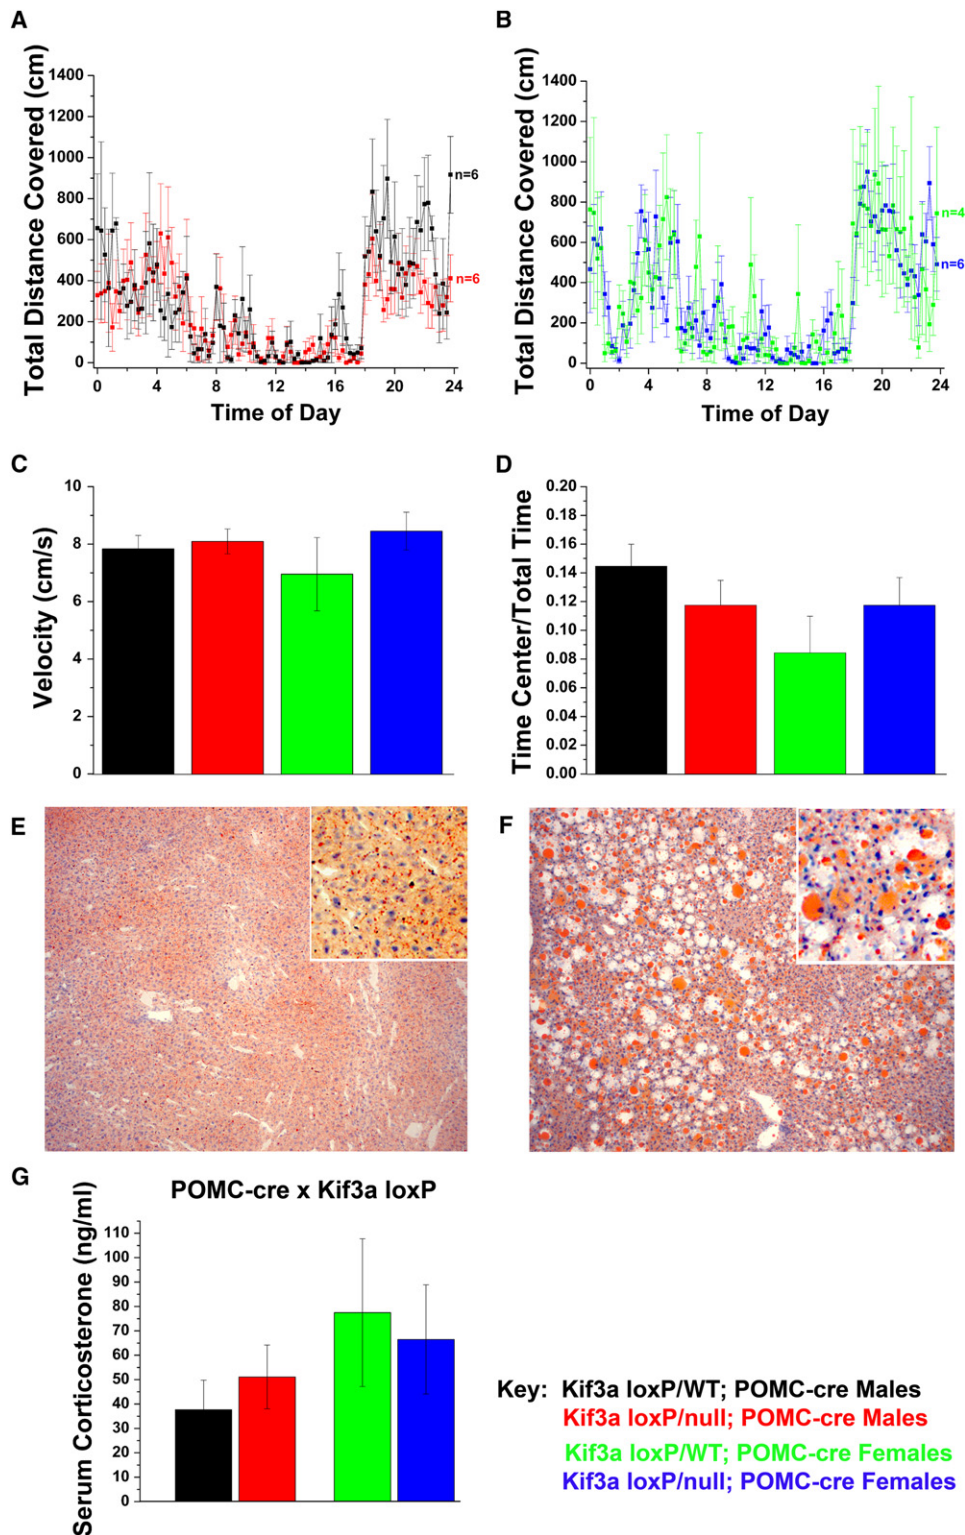 A
Total Distance Covered (cm)
1400
1200
1000
800
600
400
200
0
n=6
n=6
0 4 8 12 16 20 24
Time of Day
B
Total Distance Covered (cm)
1400
1200
1000
800
600
400
200
0
n=4
n=6
0 4 8 12 16 20 24
Time of Day
C
Velocity (cm/s)
10
8
6
4
2
0
D
Time Center/Total Time
0.20
0.18
0.16
0.14
0.12
0.10
0.08
0.06
0.04
0.02
0.00
E
F
G
POMC-cre x Kif3a loxP
Serum Corticosterone (ng/ml)
110
100
90
80
70
60
50
40
30
20
10
0
Key: Kif3a loxP/WT; POMC-cre Males
Kif3a loxP/null; POMC-cre Males
Kif3a loxP/WT; POMC-cre Females
Kif3a loxP/null; POMC-cre Females